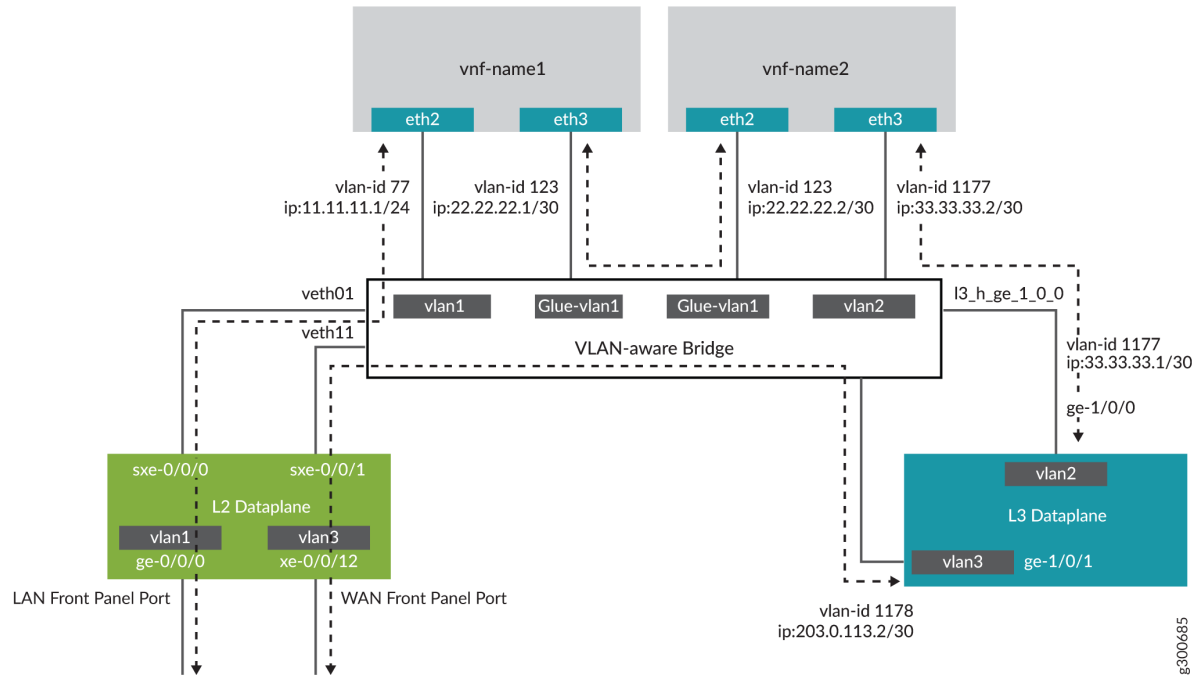 vnf-name1
vnf-name2
eth2
eth3
eth2
eth3
vlan-id 77
ip:11.11.11.1/24
vlan-id 123
ip:22.22.22.1/30
vlan-id 123
ip:22.22.22.2/30
vlan-id 1177
ip:33.33.33.2/30
veth01
vlan1
Glue-vlan1
Glue-vlan1
vlan2
l3_h_ge_1_0_0
veth11
VLAN-aware Bridge
vlan-id 1177
ip:33.33.33.1/30
ge-1/0/0
sxe-0/0/0
sxe-0/0/1
L2 Dataplane
vlan1
vlan3
ge-0/0/0
xe-0/0/12
vlan2
L3 Dataplane
vlan3
ge-1/0/1
LAN Front Panel Port
WAN Front Panel Port
vlan-id 1178
ip:203.0.113.2/30
g300685